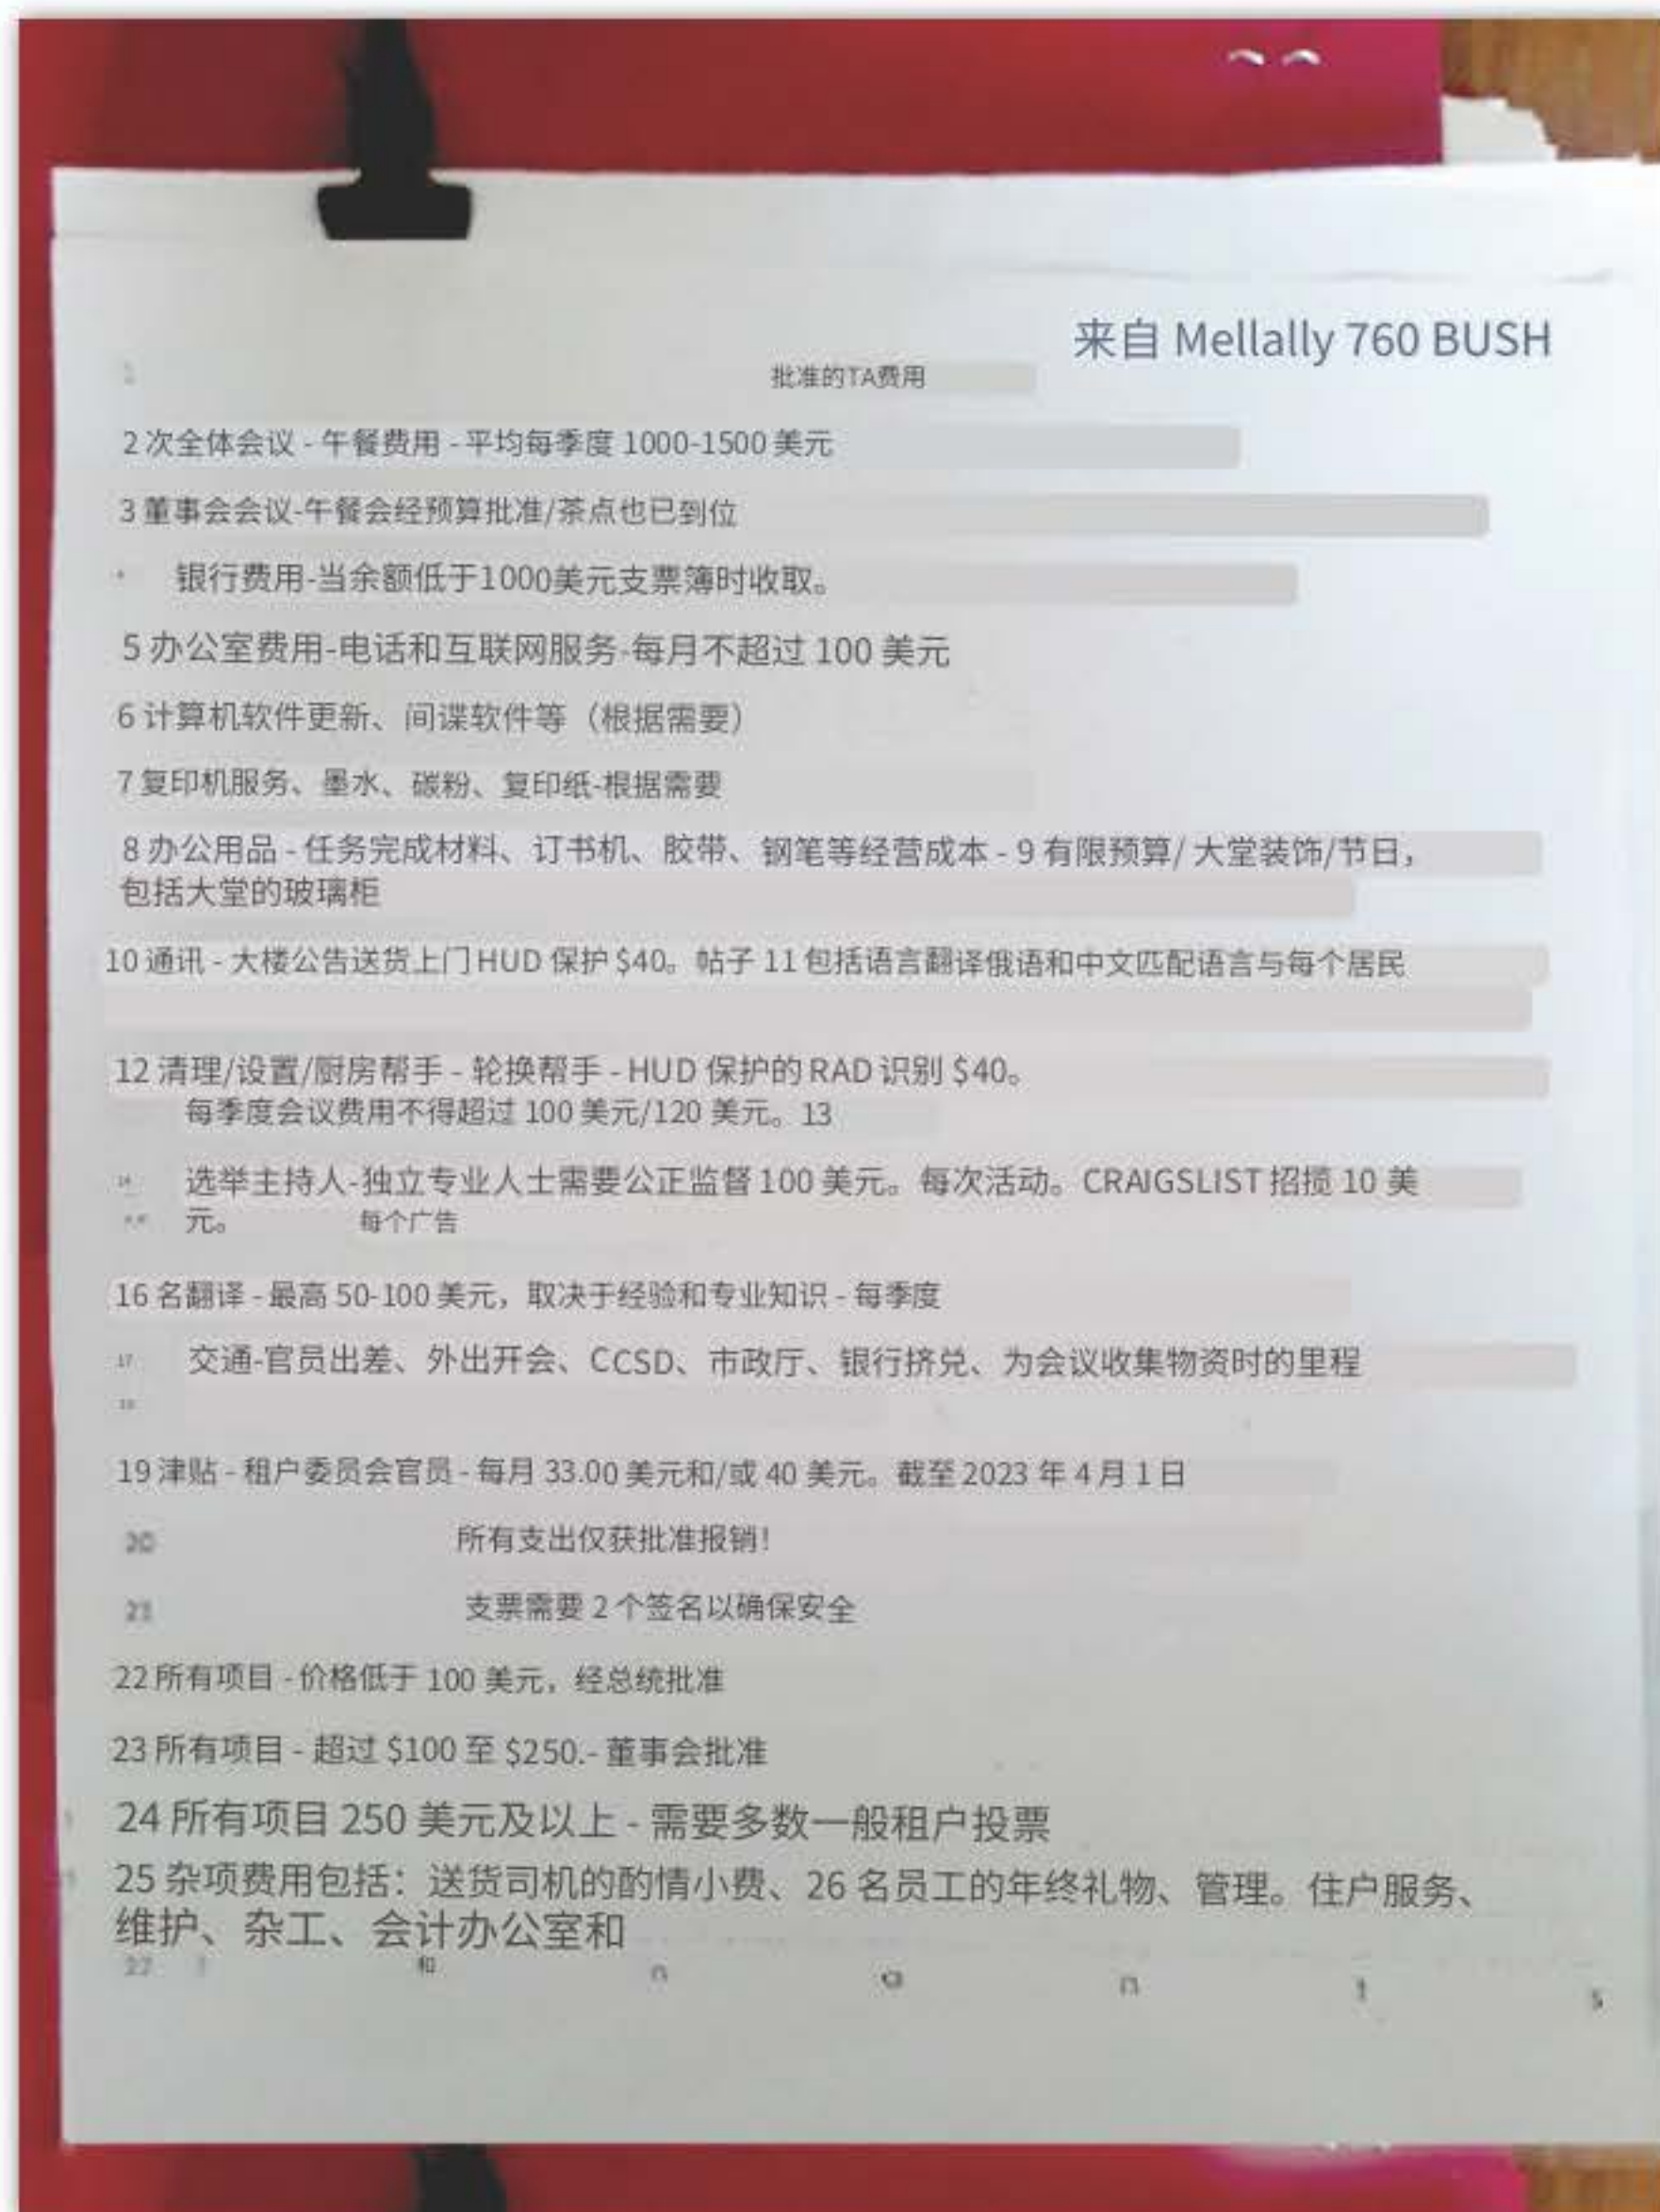 来自 Mellally 760 BUSH
批准的TA费用
2 次全体会议 - 午餐费用 - 平均每季度 1000-1500 美元
3 董事会会议-午餐会经预算批准/茶点也已到位
银行费用-当余额低于1000美元支票簿时收取。
5 办公室费用-电话和互联网服务-每月不超过 100 美元
6 计算机软件更新、间谍软件等（根据需要）
7 复印机服务、墨水、碳粉、复印纸-根据需要
8 办公用品 - 任务完成材料、订书机、胶带、钢笔等经营成本 - 9 有限预算/ 大堂装饰/节日，
包括大堂的玻璃柜
10 通讯 - 大楼公告送货上门 HUD 保护 $40。帖子 11 包括语言翻译俄语和中文匹配语言与每个居民
12 清理/设置/厨房帮手 - 轮换帮手 - HUD 保护的 RAD 识别 $40。
每季度会议费用不得超过 100 美元/120 美元。13
14 选举主持人-独立专业人士需要公正监督 100 美元。每次活动。CRAIGSLIST 招揽 10 美
元。 每个广告
16 名翻译 - 最高 50-100 美元，取决于经验和专业知识 - 每季度
17 交通-官员出差、外出开会、CCSD、市政厅、银行挤兑、为会议收集物资时的里程
19 津贴 - 租户委员会官员 - 每月 33.00 美元和/或 40 美元。截至 2023 年 4 月 1 日
20 所有支出仅获批准报销！
21 支票需要 2 个签名以确保安全
22 所有项目 - 价格低于 100 美元，经总统批准
23 所有项目 - 超过 $100 至 $250.- 董事会批准
24 所有项目 250 美元及以上 - 需要多数一般租户投票
25 杂项费用包括：送货司机的酌情小费、26 名员工的年终礼物、管理。住户服务、
维护、杂工、会计办公室和
和 n a n t s